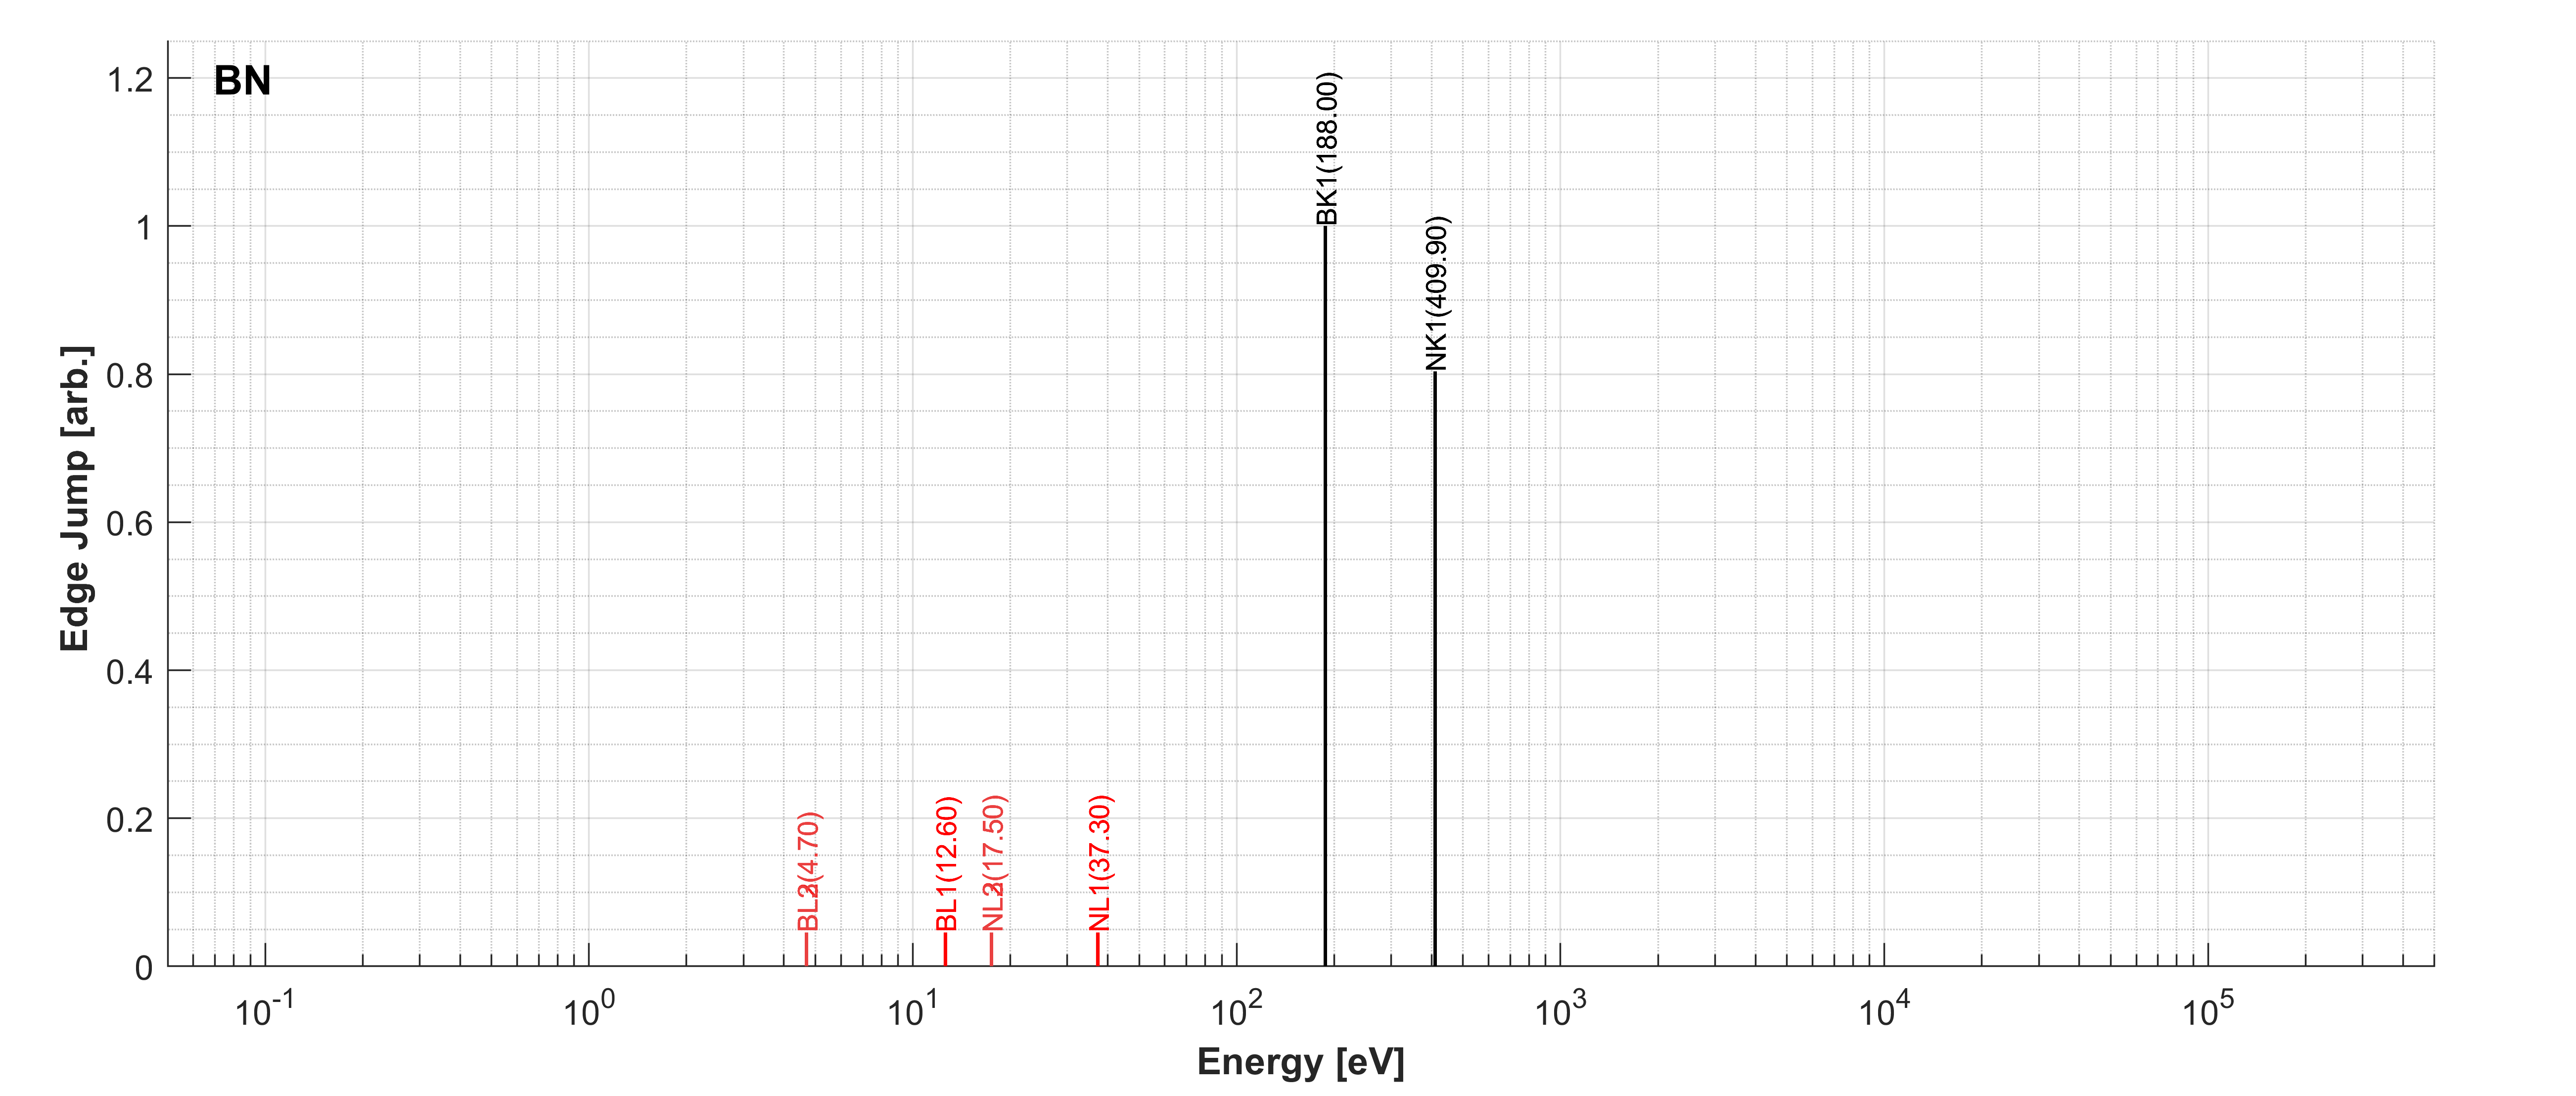 BN
1.2
1
0.8
0.6
0.4
0.2
0
Edge Jump [arb.]
BK1(188.00)
NK1(409.90)
(4.70)
BL1(12.60)
(17.50)
NL1(37.30)
10-1
100
101
102
103
104
105
Energy [eV]